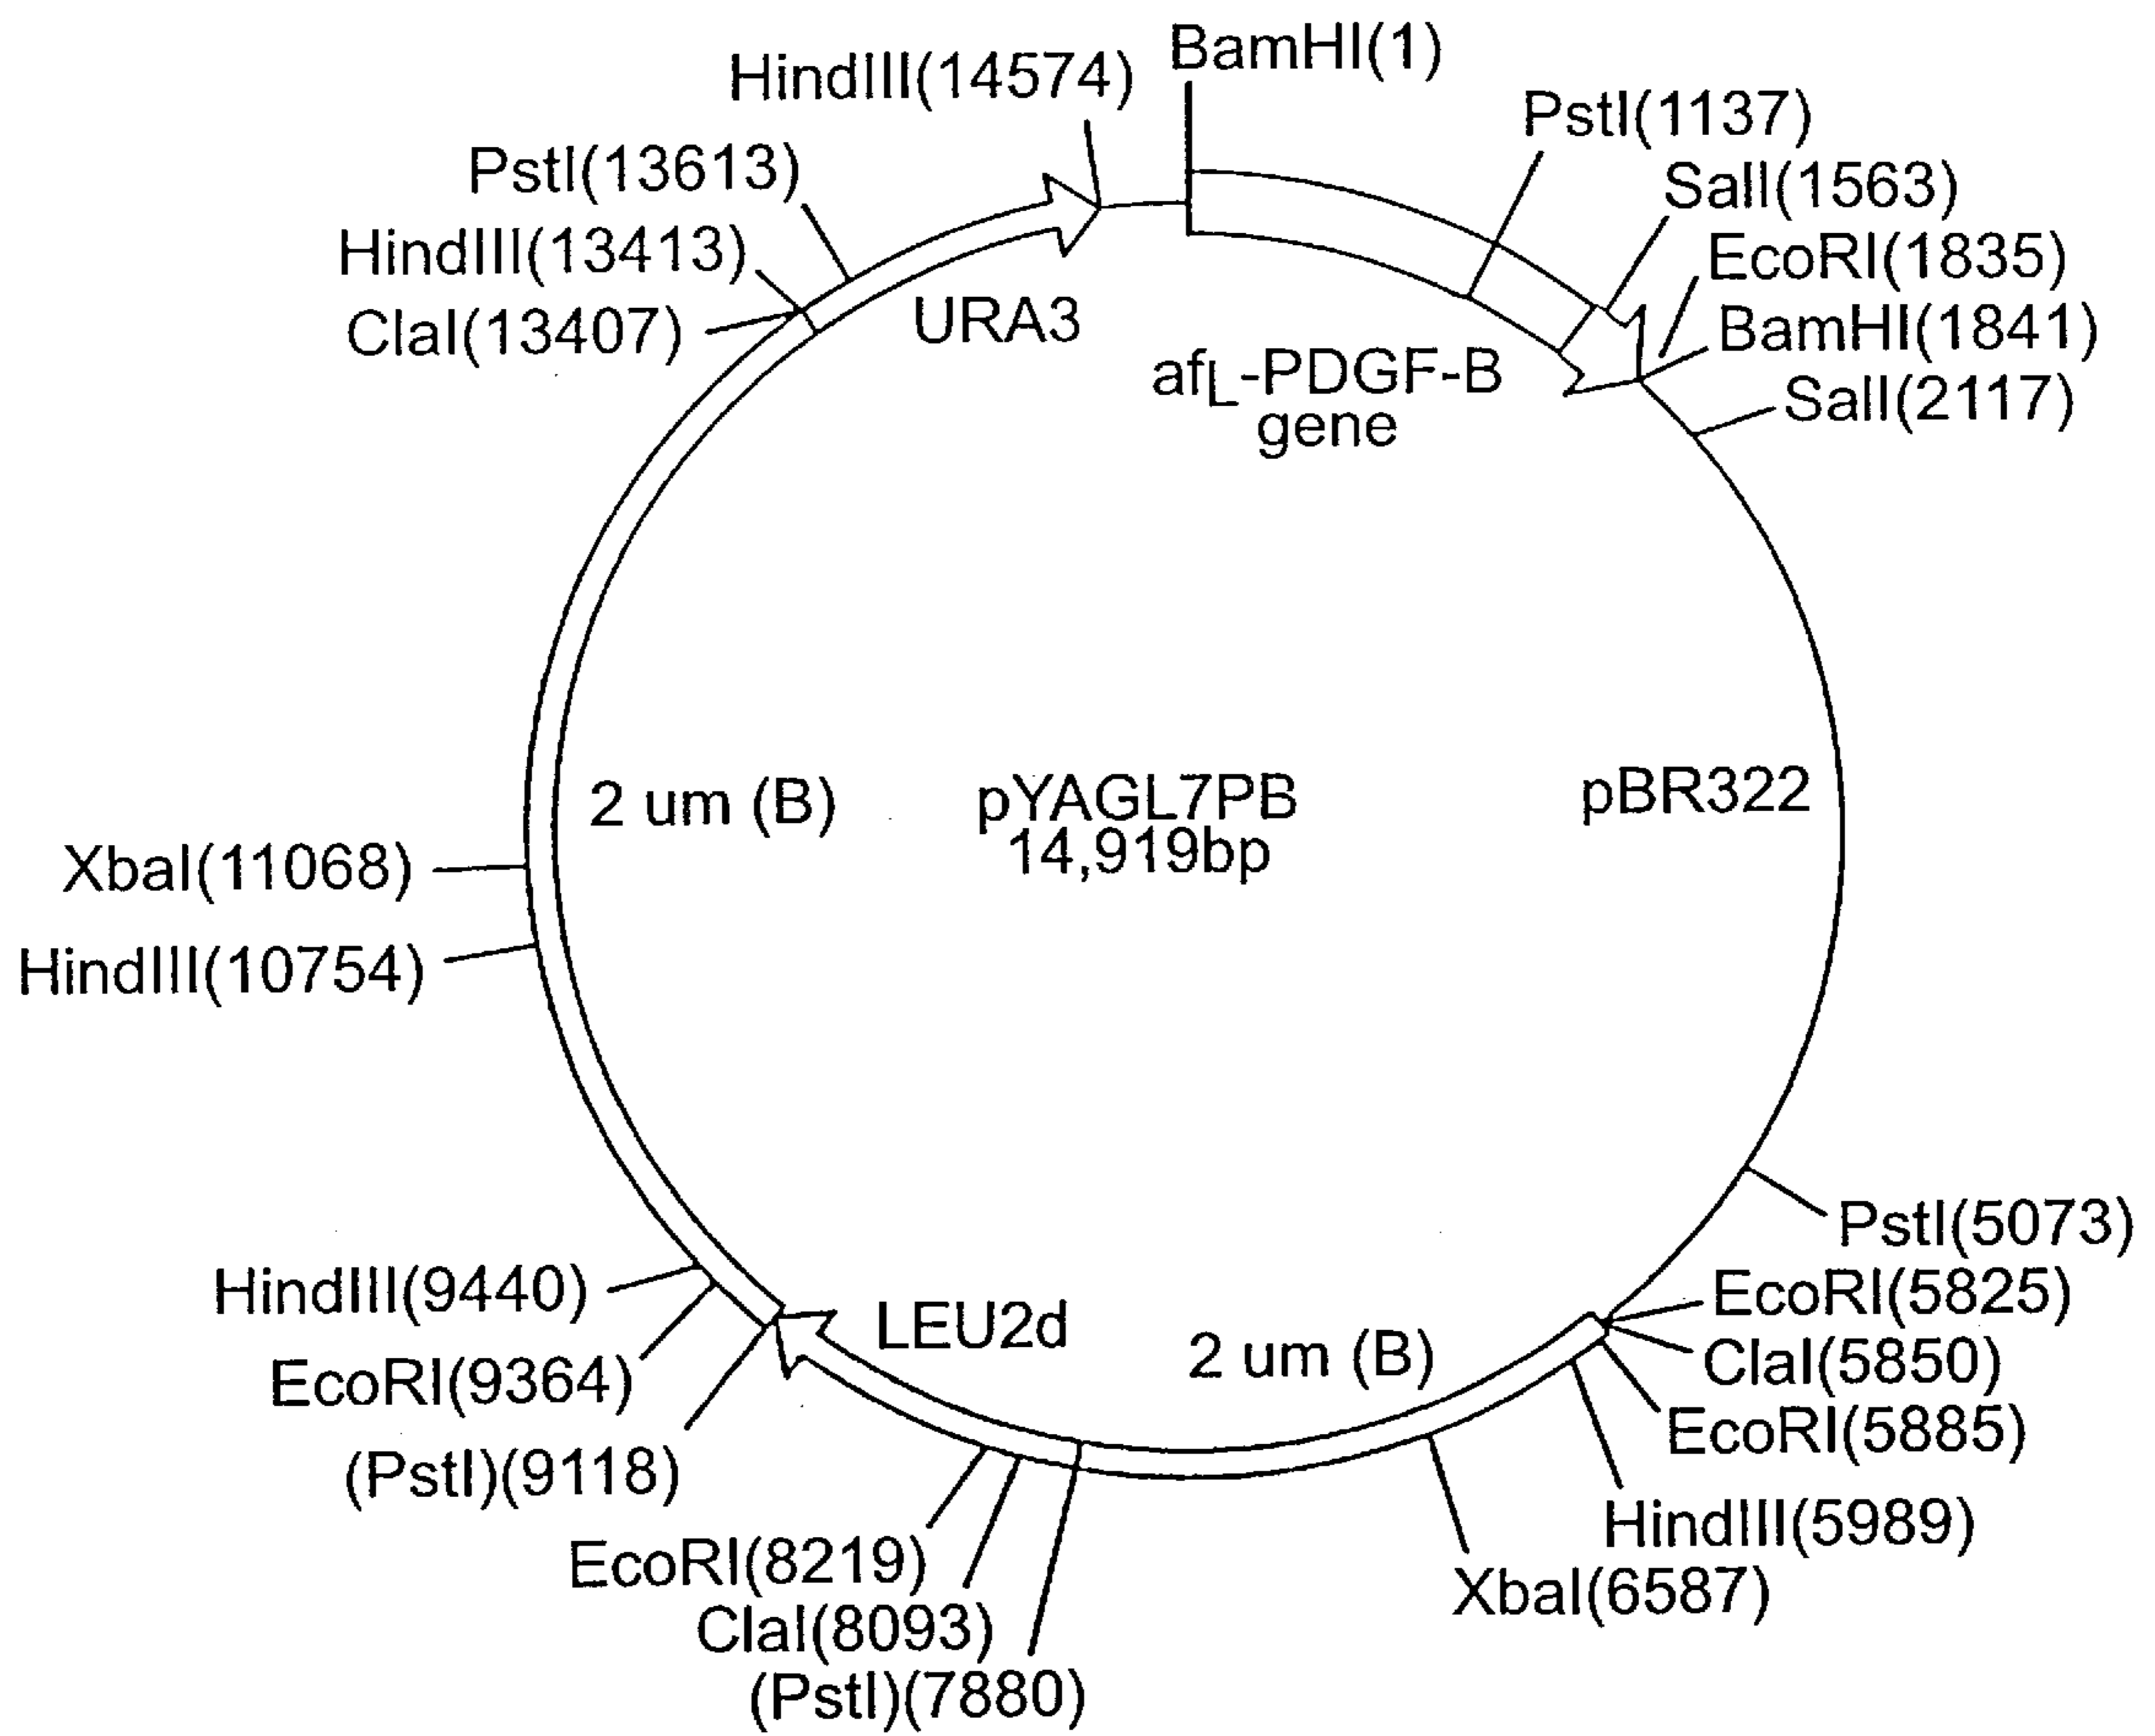 BamHI(1)
HindIII(14574)
PstI(1137)
PstI(13613)
SalI(1563)
HindIII(13413)
EcoRI(1835)
ClaI(13407)
URA3
BamHI(1841)
afL-PDGF-B
gene
SalI(2117)
2 um (B)
pYAGL7PB
14,919bp
pBR322
XbaI(11068)
HindIII(10754)
PstI(5073)
HindIII(9440)
EcoRI(5825)
LEU2d
2 um (B)
ClaI(5850)
EcoRI(9364)
EcoRI(5885)
(PstI)(9118)
HindIII(5989)
EcoRI(8219)
XbaI(6587)
ClaI(8093)
(PstI)(7880)